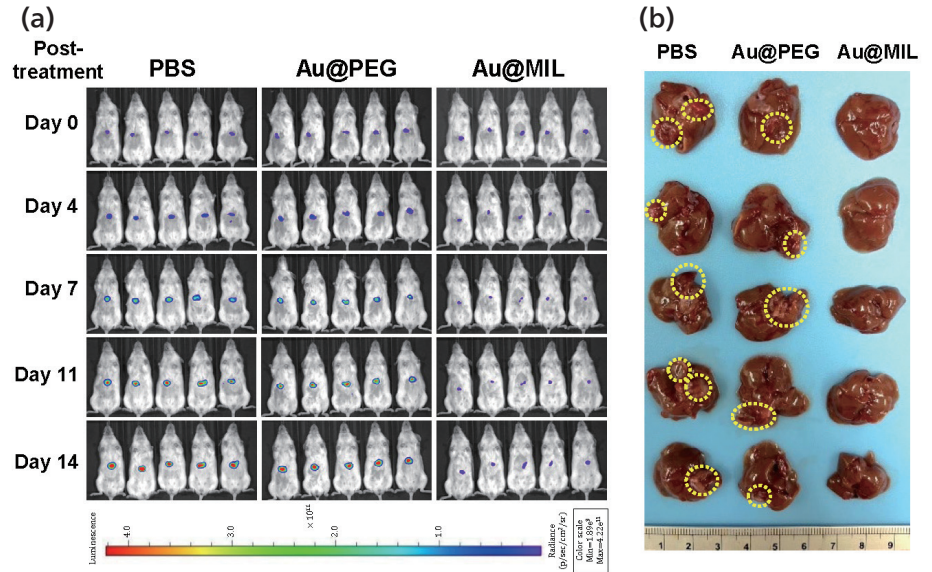 (a)
Post-
treatment
PBS
Au@PEG
Au@MIL
Day 0
Day 4
Day 7
Day 11
Day 14
Luminescence
4.0
3.0
2.0
1.0
Radiance
(p/sec/cm²/sr)
Color scale
(b)
PBS
Au@PEG
Au@MIL
1 2 3 4 5 6 7 8 9